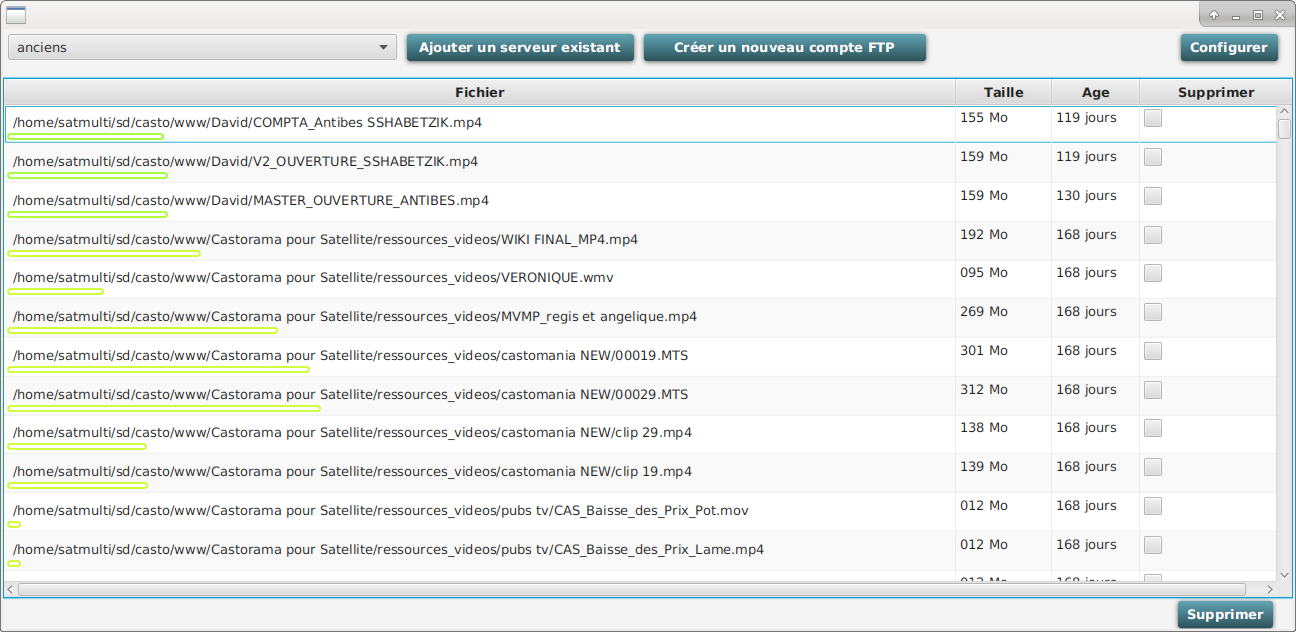 anciens Ajouter un serveur existant Créer un nouveau compte FTP Configurer
Fichier Taille Age Supprimer
/home/satmulti/sd/casto/www/David/COMPTA_Antibes SSHABETZIK.mp4 155 Mo 119 jours
/home/satmulti/sd/casto/www/David/V2_OUVERTURE_SSHABETZIK.mp4 159 Mo 119 jours
/home/satmulti/sd/casto/www/David/MASTER_OUVERTURE_ANTIBES.mp4 159 Mo 130 jours
/home/satmulti/sd/casto/www/Castorama pour Satellite/ressources_videos/WIKI FINAL_MP4.mp4 192 Mo 168 jours
/home/satmulti/sd/casto/www/Castorama pour Satellite/ressources_videos/VERONIQUE.wmv 095 Mo 168 jours
/home/satmulti/sd/casto/www/Castorama pour Satellite/ressources_videos/MVMP_regis et angelique.mp4 269 Mo 168 jours
/home/satmulti/sd/casto/www/Castorama pour Satellite/ressources_videos/castomania NEW/00019.MTS 301 Mo 168 jours
/home/satmulti/sd/casto/www/Castorama pour Satellite/ressources_videos/castomania NEW/00029.MTS 312 Mo 168 jours
/home/satmulti/sd/casto/www/Castorama pour Satellite/ressources_videos/castomania NEW/clip 29.mp4 138 Mo 168 jours
/home/satmulti/sd/casto/www/Castorama pour Satellite/ressources_videos/castomania NEW/clip 19.mp4 139 Mo 168 jours
/home/satmulti/sd/casto/www/Castorama pour Satellite/ressources_videos/pubs tv/CAS_Baisse_des_Prix_Pot.mov 012 Mo 168 jours
/home/satmulti/sd/casto/www/Castorama pour Satellite/ressources_videos/pubs tv/CAS_Baisse_des_Prix_Lame.mp4 012 Mo 168 jours
Supprimer